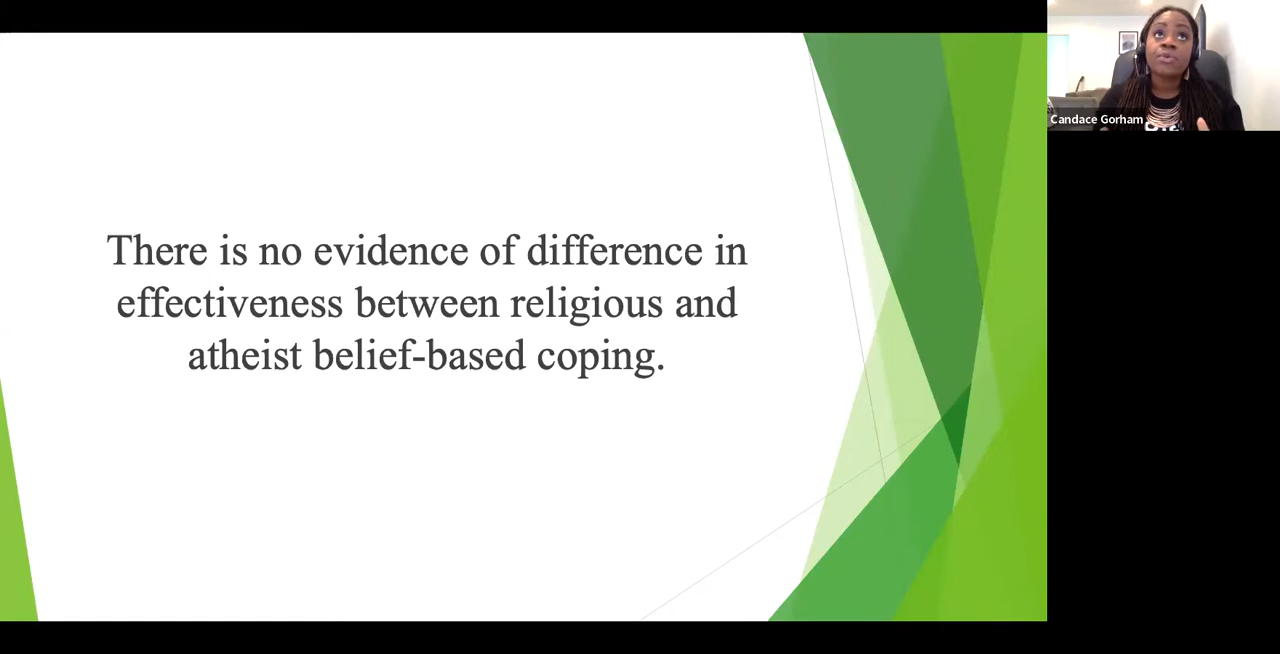 There is no evidence of difference in
effectiveness between religious and
atheist belief-based coping.
Candace Gorham